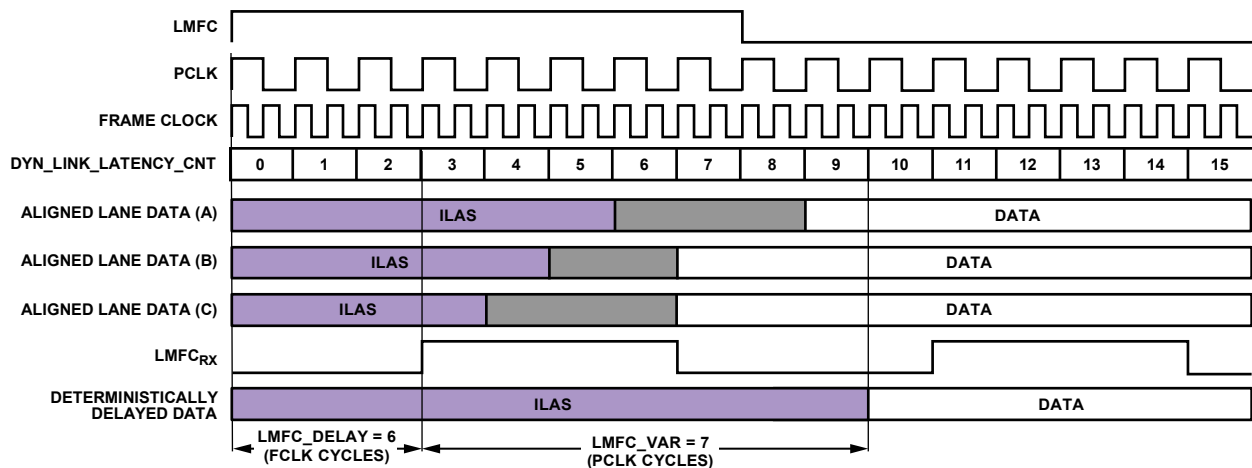 LMFC
PCLK
FRAME CLOCK
DYN_LINK_LATENCY_CNT
0 1 2 3 4 5 6 7 8 9 10 11 12 13 14 15
ALIGNED LANE DATA (A)
ILAS
DATA
ALIGNED LANE DATA (B)
ILAS
DATA
ALIGNED LANE DATA (C)
ILAS
DATA
LMFCRX
DETERMINISTICALLY
DELAYED DATA
ILAS
DATA
LMFC_DELAY = 6
(FCLK CYCLES)
LMFC_VAR = 7
(PCLK CYCLES)